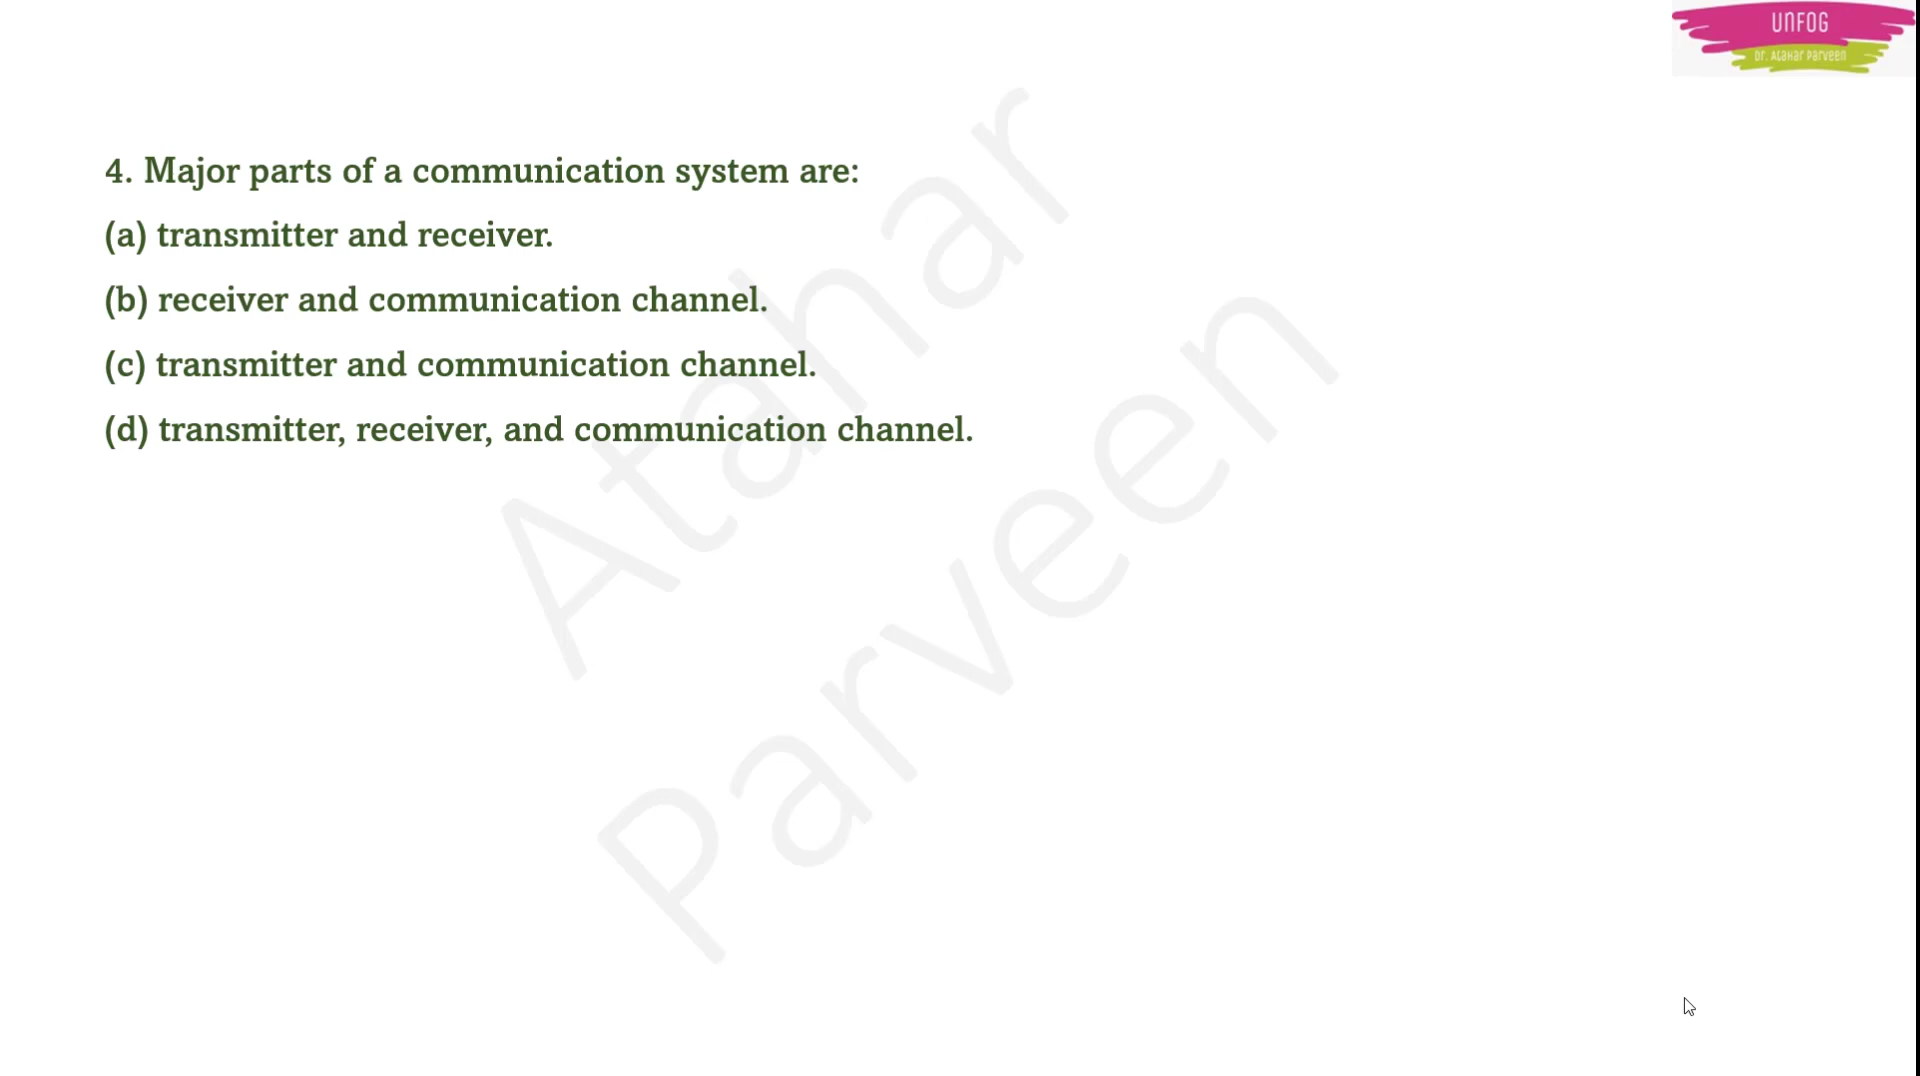 UNFOG
Dr. Atahar Parveen
4. Major parts of a communication system are:
(a) transmitter and receiver.
(b) receiver and communication channel.
(c) transmitter and communication channel.
(d) transmitter, receiver, and communication channel.
Atahar
Parveen